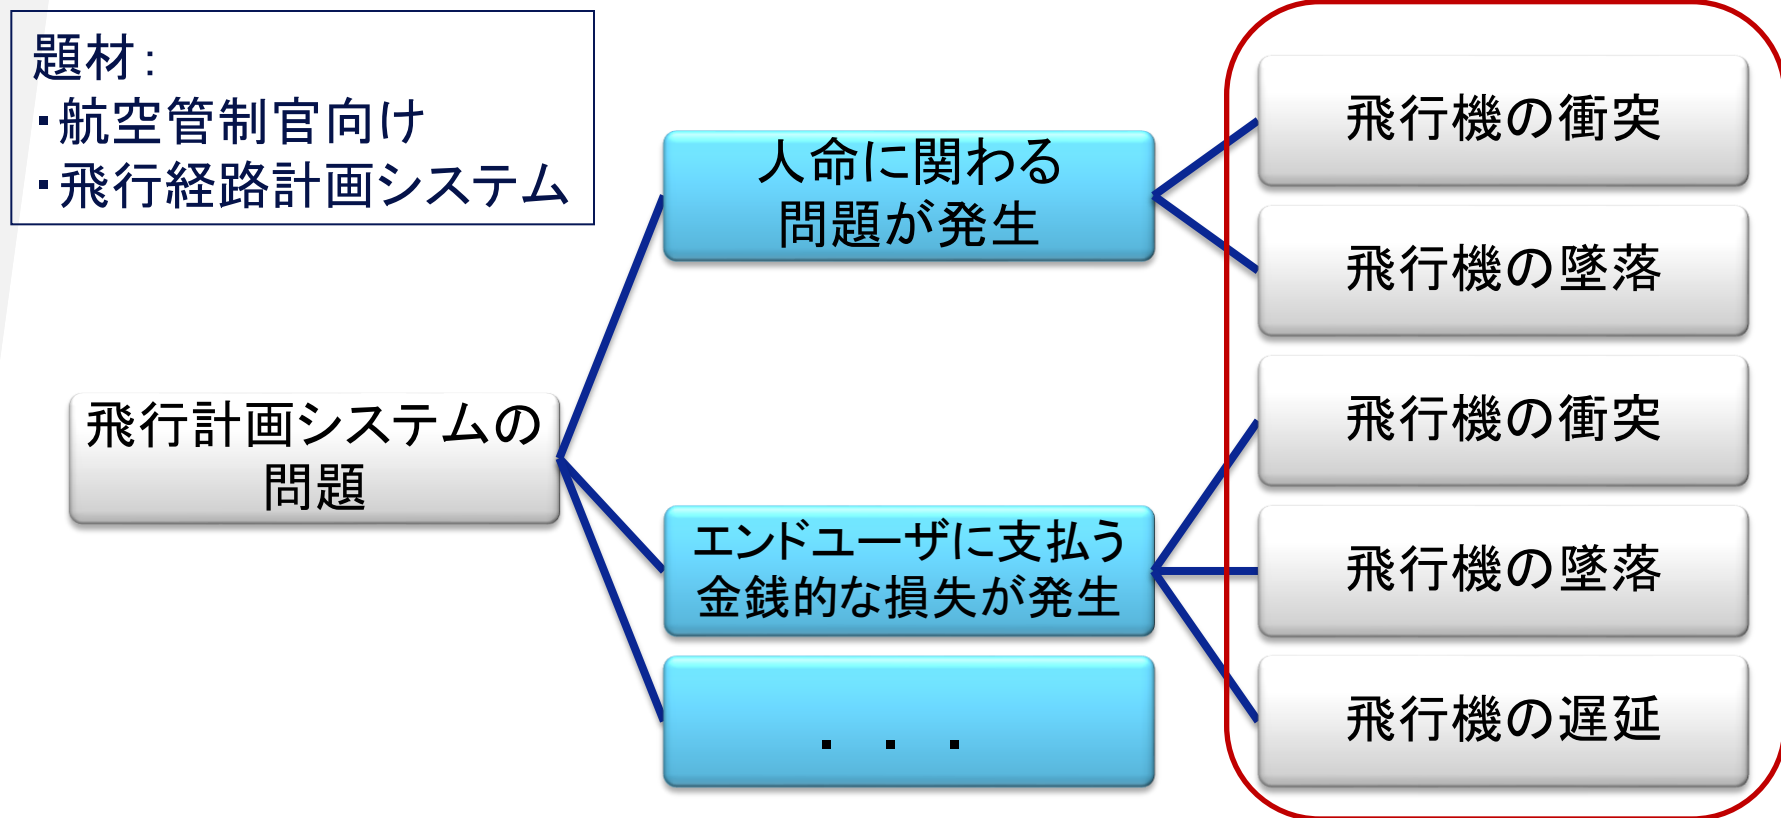 題材：
・航空管制官向け
・飛行経路計画システム
飛行計画システムの
問題
人命に関わる
問題が発生
エンドユーザに支払う
金銭的な損失が発生
・・・
飛行機の衝突
飛行機の墜落
飛行機の衝突
飛行機の墜落
飛行機の遅延